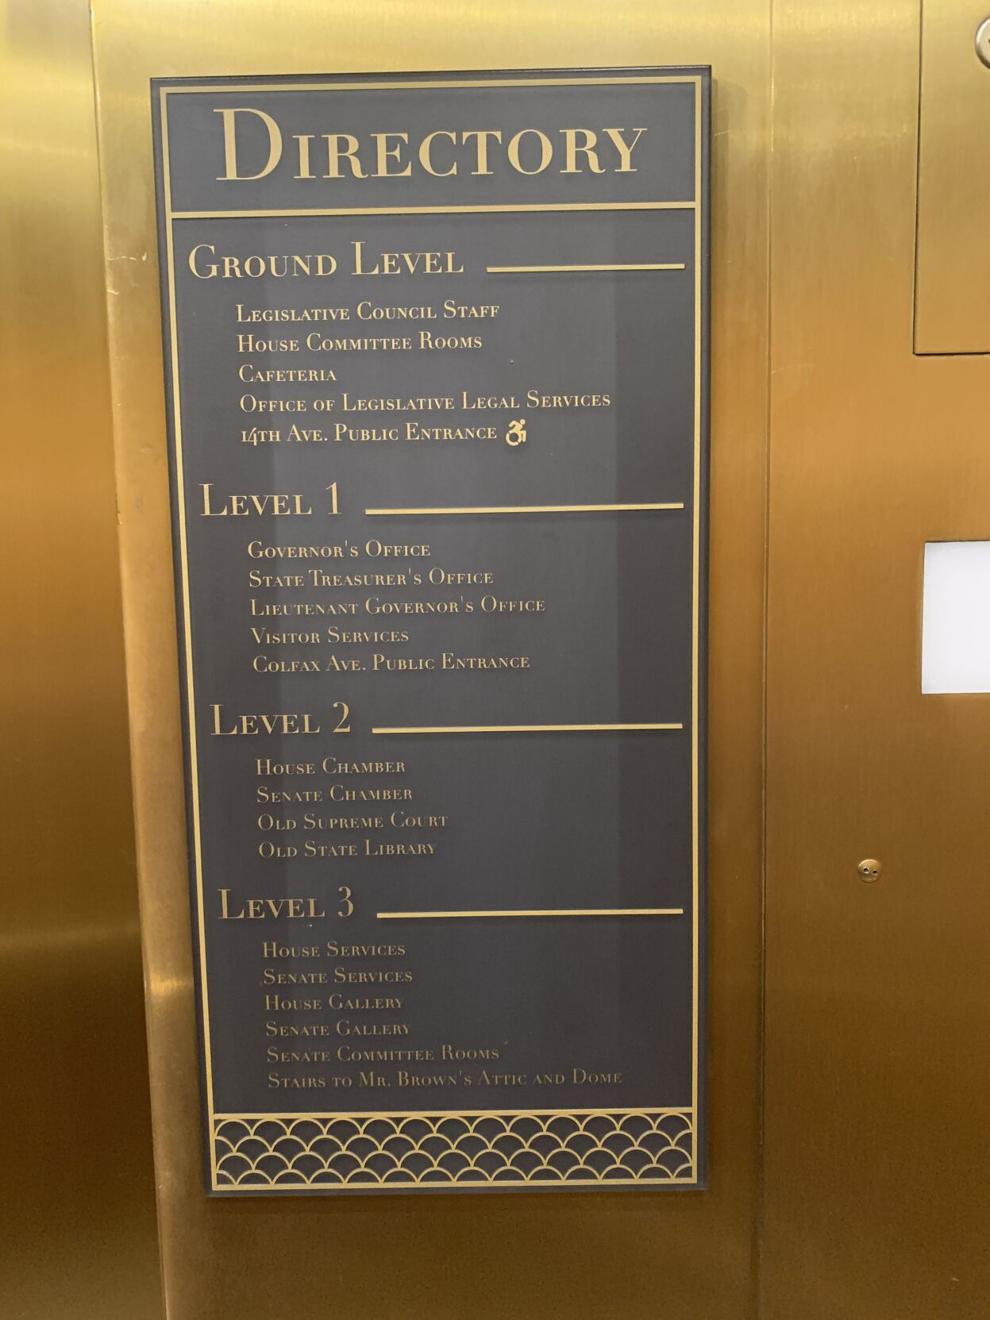 Directory
Ground Level
Legislative Council Staff
House Committee Rooms
Cafeteria
Office of Legislative Legal Services
14th Ave. Public Entrance
Level 1
Governor's Office
State Treasurer's Office
Lieutenant Governor's Office
Visitor Services
Colfax Ave. Public Entrance
Level 2
House Chamber
Senate Chamber
Old Supreme Court
Old State Library
Level 3
House Services
Senate Services
House Gallery
Senate Gallery
Senate Committee Rooms
Stairs to Mr. Brown's Attic and Dome